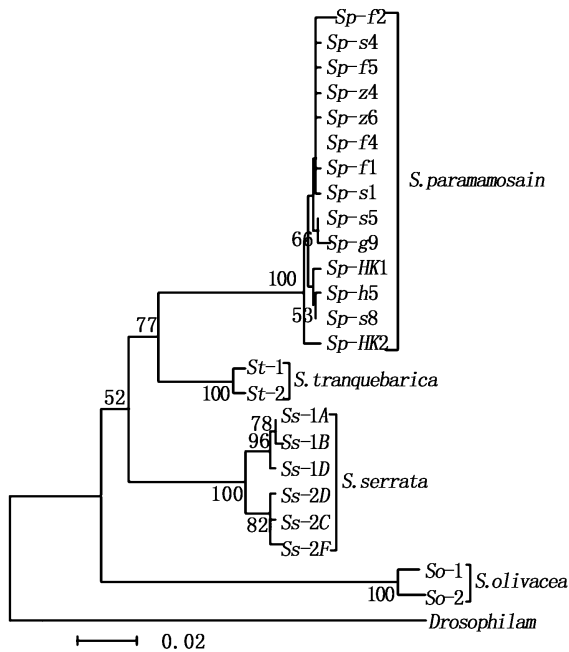 Sp-f2
Sp-s4
Sp-f5
Sp-z4
Sp-z6
Sp-f4
Sp-f1
S.paramamosain
Sp-s1
Sp-s5
66
Sp-g9
Sp-HK1
100
Sp-h5
53
Sp-s8
77
Sp-HK2
St-1
S.tranquebarica
100
St-2
52
Ss-1A
78
Ss-1B
96
Ss-1D
S.serrata
100
Ss-2D
Ss-2C
82
Ss-2F
So-1
S.olivacea
100
So-2
Drosophilam
0.02